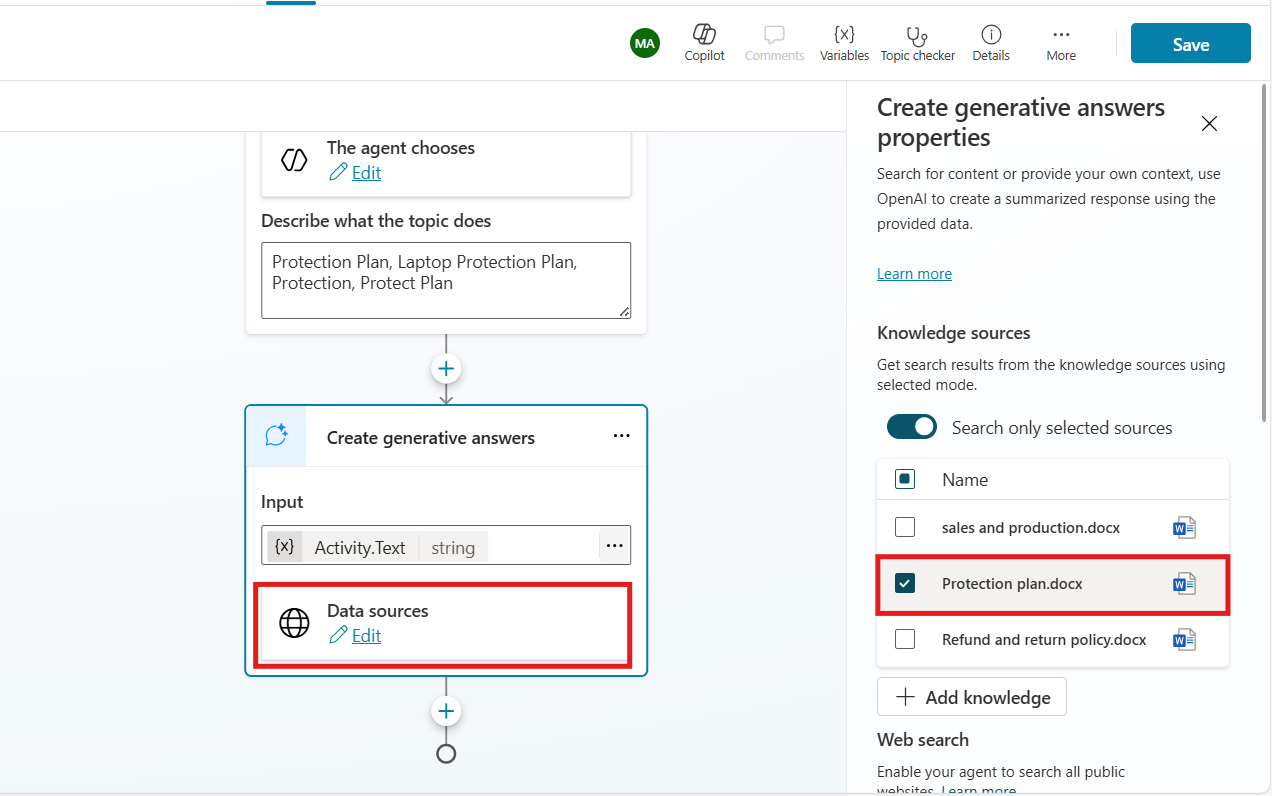 MA
Copilot
Comments
{x}
Variables
Topic checker
Details
More
Save
The agent chooses
Edit
Describe what the topic does
Protection Plan, Laptop Protection Plan,
Protection, Protect Plan
Create generative answers
Input
{x} Activity.Text string
Data sources
Edit
Create generative answers
properties
Search for content or provide your own context, use
OpenAI to create a summarized response using the
provided data.
Learn more
Knowledge sources
Get search results from the knowledge sources using
selected mode.
Search only selected sources
Name
sales and production.docx
Protection plan.docx
Refund and return policy.docx
Add knowledge
Web search
Enable your agent to search all public
websites. Learn more